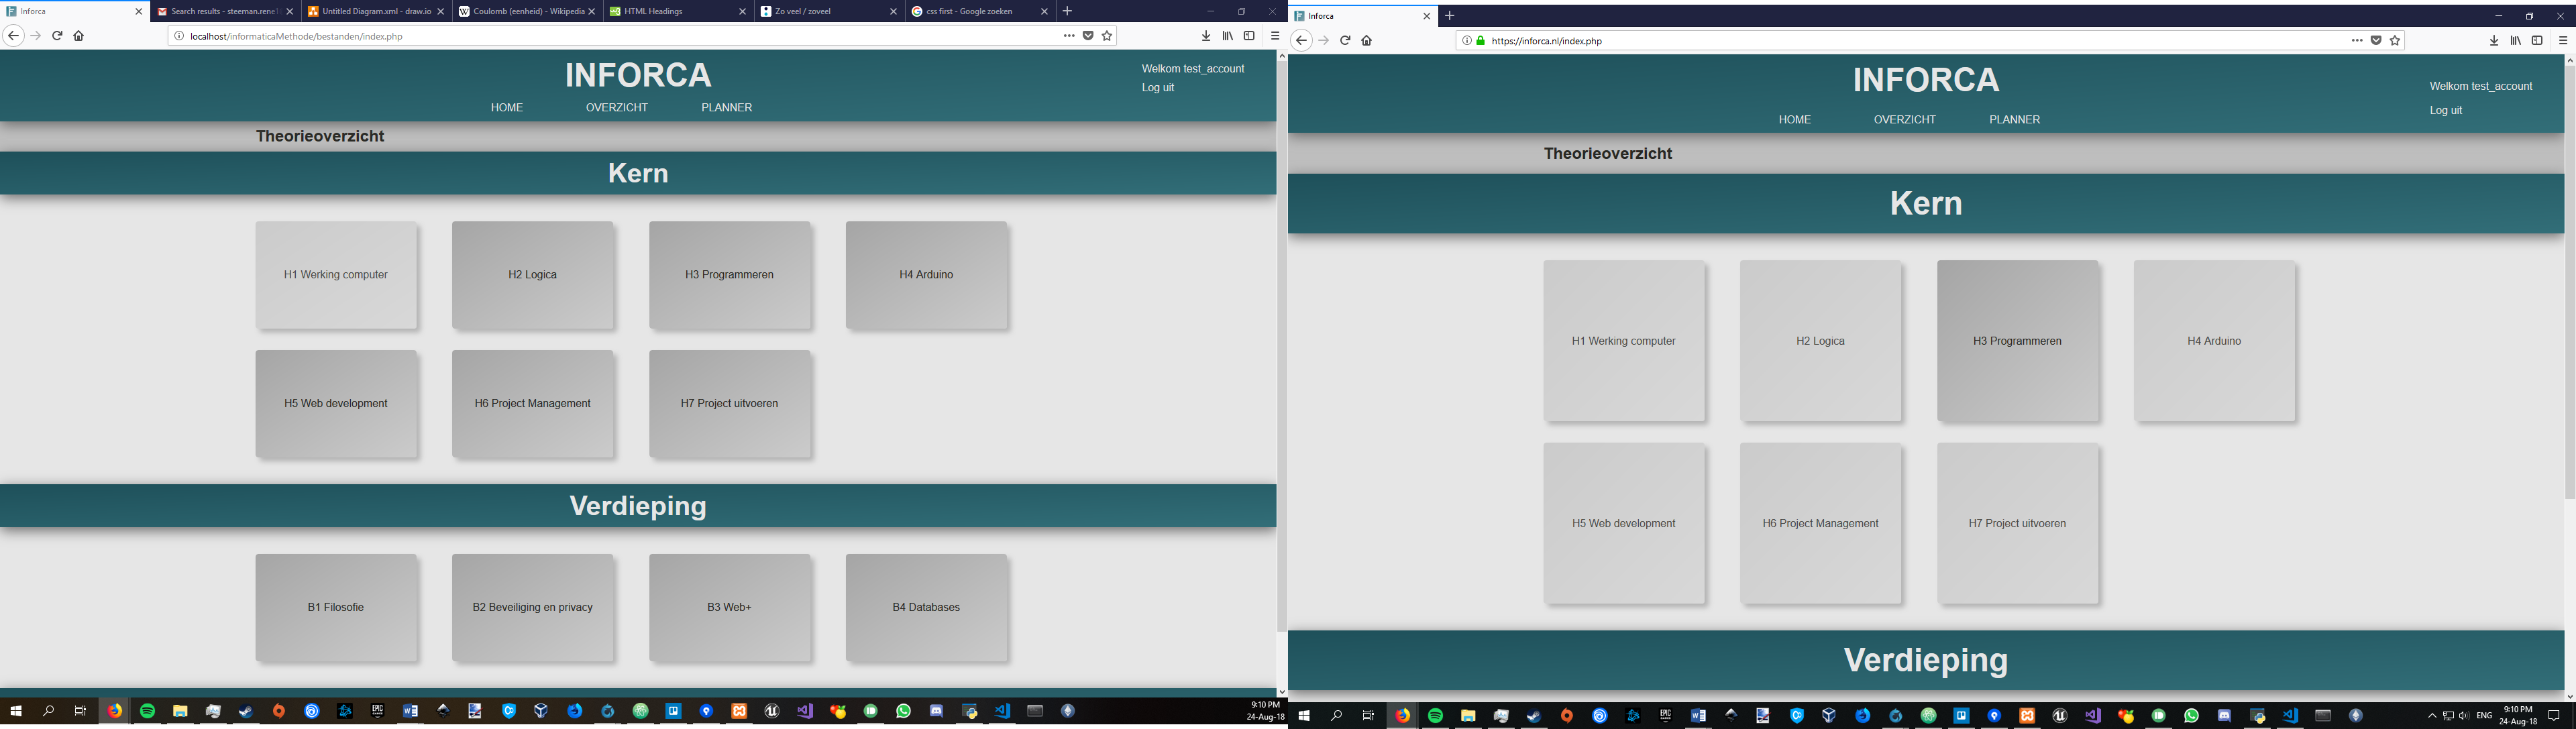 Inforca
Search results - steeman.rene
Untitled Diagram.xml - draw.io
Coulomb (eenheid) - Wikipedia
HTML Headings
Zo veel / zoveel
css first - Google zoeken
localhost/informaticaMethode/bestanden/index.php
INFORCA
Welkom test_account
Log uit
HOME OVERZICHT PLANNER
Theorieoverzicht
Kern
H1 Werking computer
H2 Logica
H3 Programmeren
H4 Arduino
H5 Web development
H6 Project Management
H7 Project uitvoeren
Verdieping
B1 Filosofie
B2 Beveiliging en privacy
B3 Web+
B4 Databases
EPIC
9:10 PM
24-Aug-18
Inforca
https://inforca.nl/index.php
INFORCA
Welkom test_account
Log uit
HOME OVERZICHT PLANNER
Theorieoverzicht
Kern
H1 Werking computer
H2 Logica
H3 Programmeren
H4 Arduino
H5 Web development
H6 Project Management
H7 Project uitvoeren
Verdieping
EPIC
ENG
9:10 PM
24-Aug-18